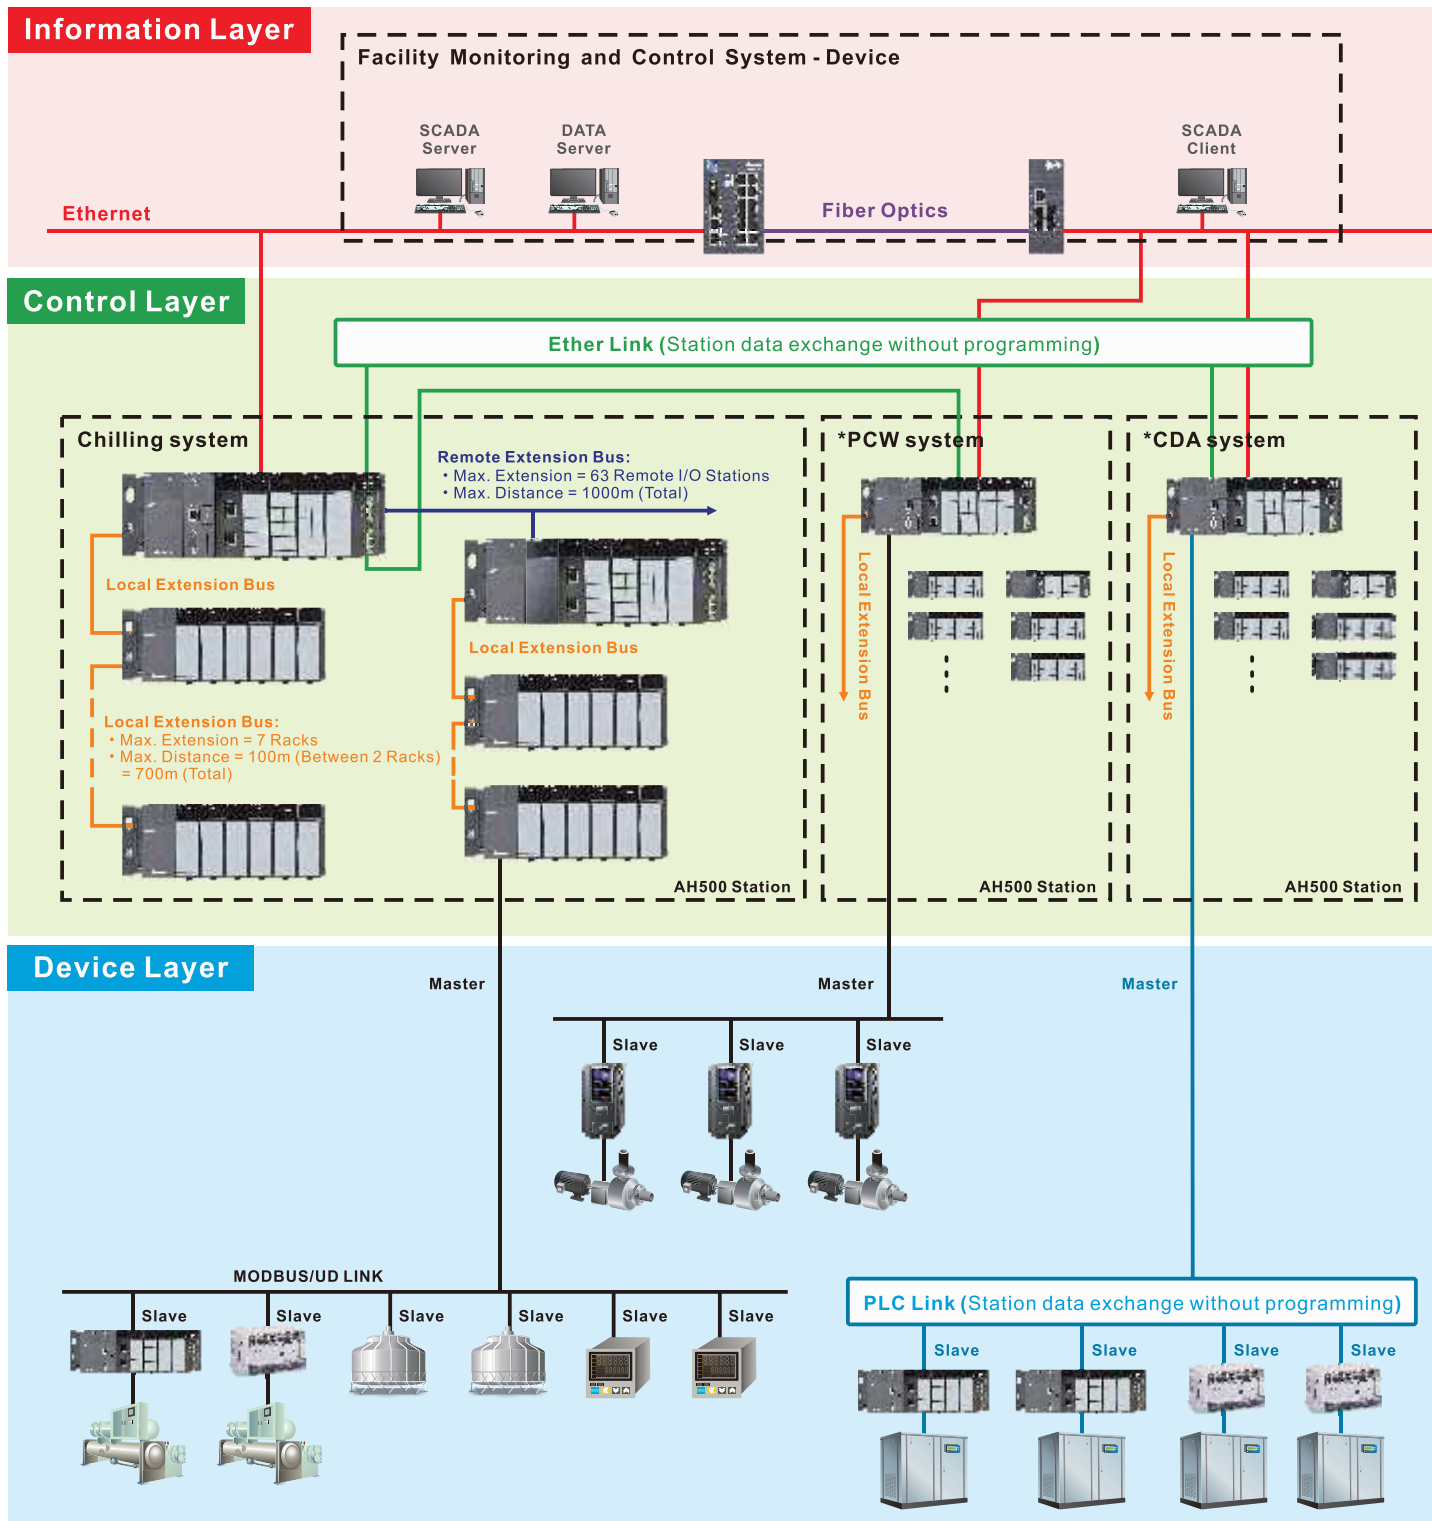 Information Layer
Facility Monitoring and Control System - Device
SCADA
Server
DATA
Server
SCADA
Client
Ethernet
Fiber Optics
Control Layer
Ether Link (Station data exchange without programming)
Chilling system
*PCW system
*CDA system
Remote Extension Bus:
• Max. Extension = 63 Remote I/O Stations
• Max. Distance = 1000m (Total)
Local Extension Bus
Local Extension Bus
Local Extension Bus:
• Max. Extension = 7 Racks
• Max. Distance = 100m (Between 2 Racks)
= 700m (Total)
Local Extension Bus
Local Extension Bus
AH500 Station
AH500 Station
AH500 Station
Device Layer
Master
Master
Master
Slave
Slave
Slave
MODBUS/UD LINK
Slave
Slave
Slave
Slave
Slave
Slave
PLC Link (Station data exchange without programming)
Slave
Slave
Slave
Slave